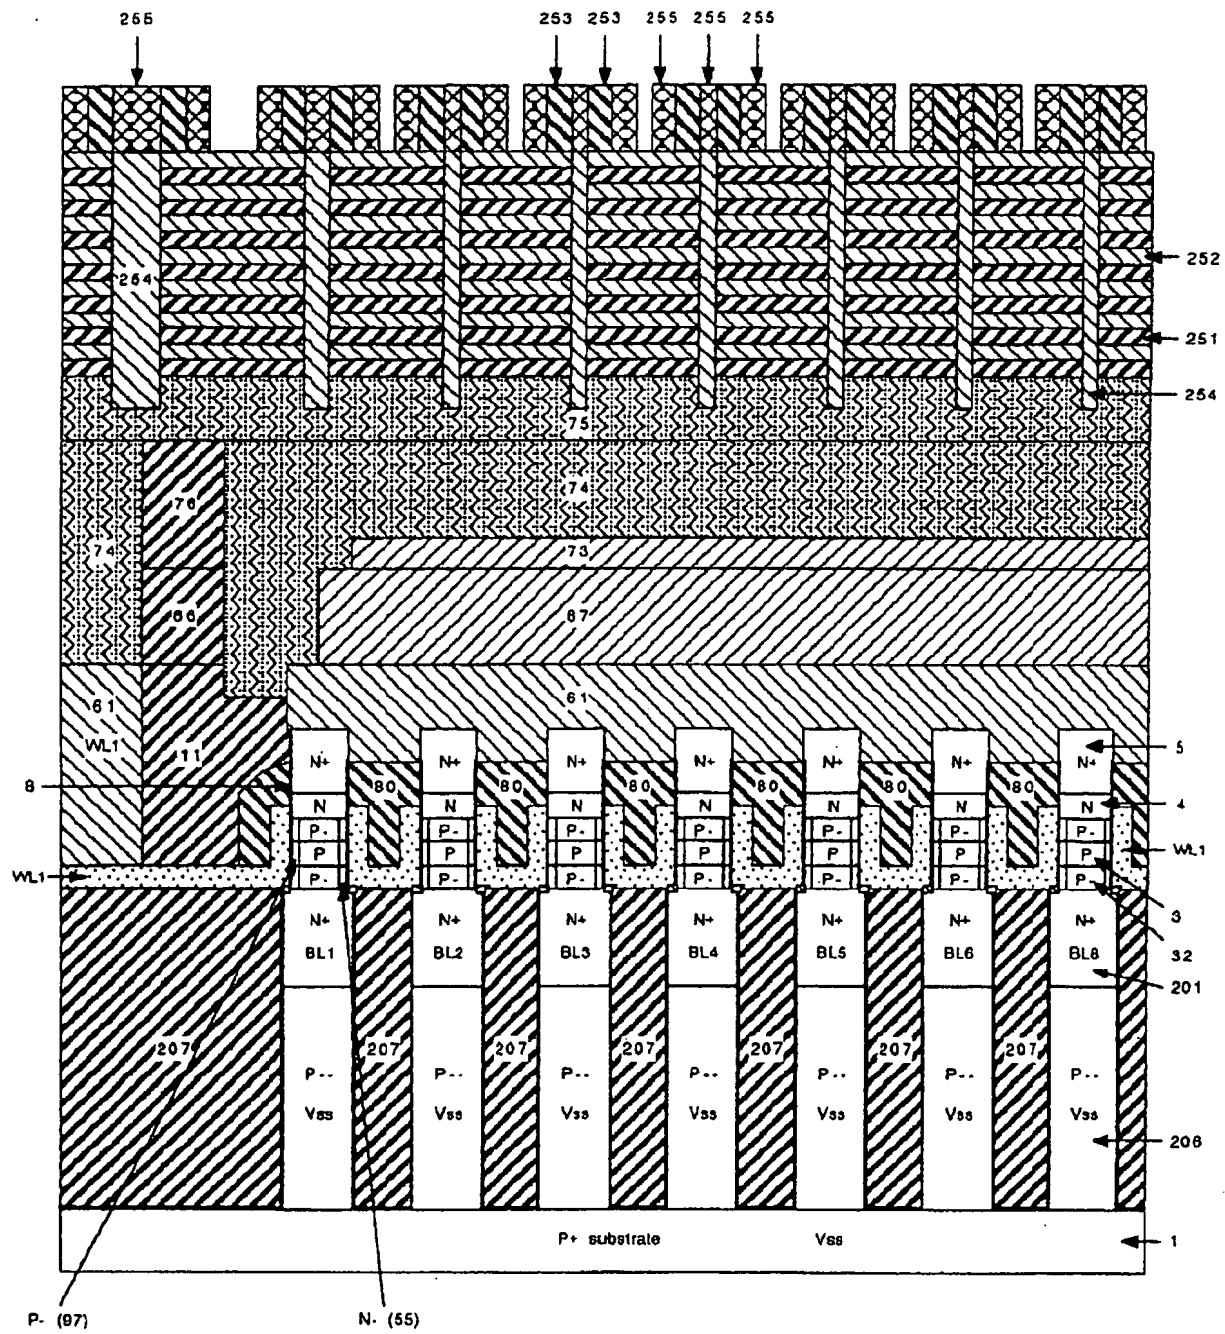 255 253 253 255 255 255
252
254
251
254
75
76
74
74
73
66
67
61
61
WL1
11
N+ N+ N+ N+ N+ N+ N+ 5
8 80 80 80 80 80 80
N N N N N N N 4
P- P- P- P- P- P- P-
P P P P P P P WL1
WL1 P- P- P- P- P- P- P-
3
N+ N+ N+ N+ N+ N+ N+
BL1 BL2 BL3 BL4 BL5 BL6 BL8 32
201
207 207 207 207 207 207 207
P-- P-- P-- P-- P-- P-- P--
Vss Vss Vss Vss Vss Vss Vss
206
P+ substrate Vss 1
P- (97) N- (55)